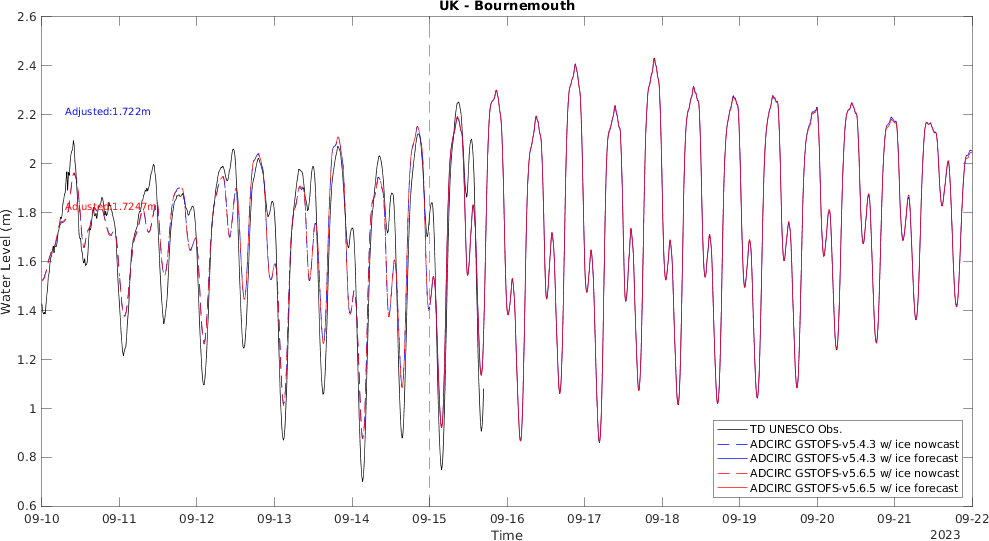 UK - Bournemouth
2.6
2.4
2.2
2
1.8
1.6
1.4
1.2
1
0.8
0.6
Water Level (m)
Adjusted:1.722m
Adjusted:1.7247m
TD UNESCO Obs.
ADCIRC GSTOFS-v5.4.3 w/ ice nowcast
ADCIRC GSTOFS-v5.4.3 w/ ice forecast
ADCIRC GSTOFS-v5.6.5 w/ ice nowcast
ADCIRC GSTOFS-v5.6.5 w/ ice forecast
09-10 09-11 09-12 09-13 09-14 09-15 09-16 09-17 09-18 09-19 09-20 09-21 09-22
Time
2023